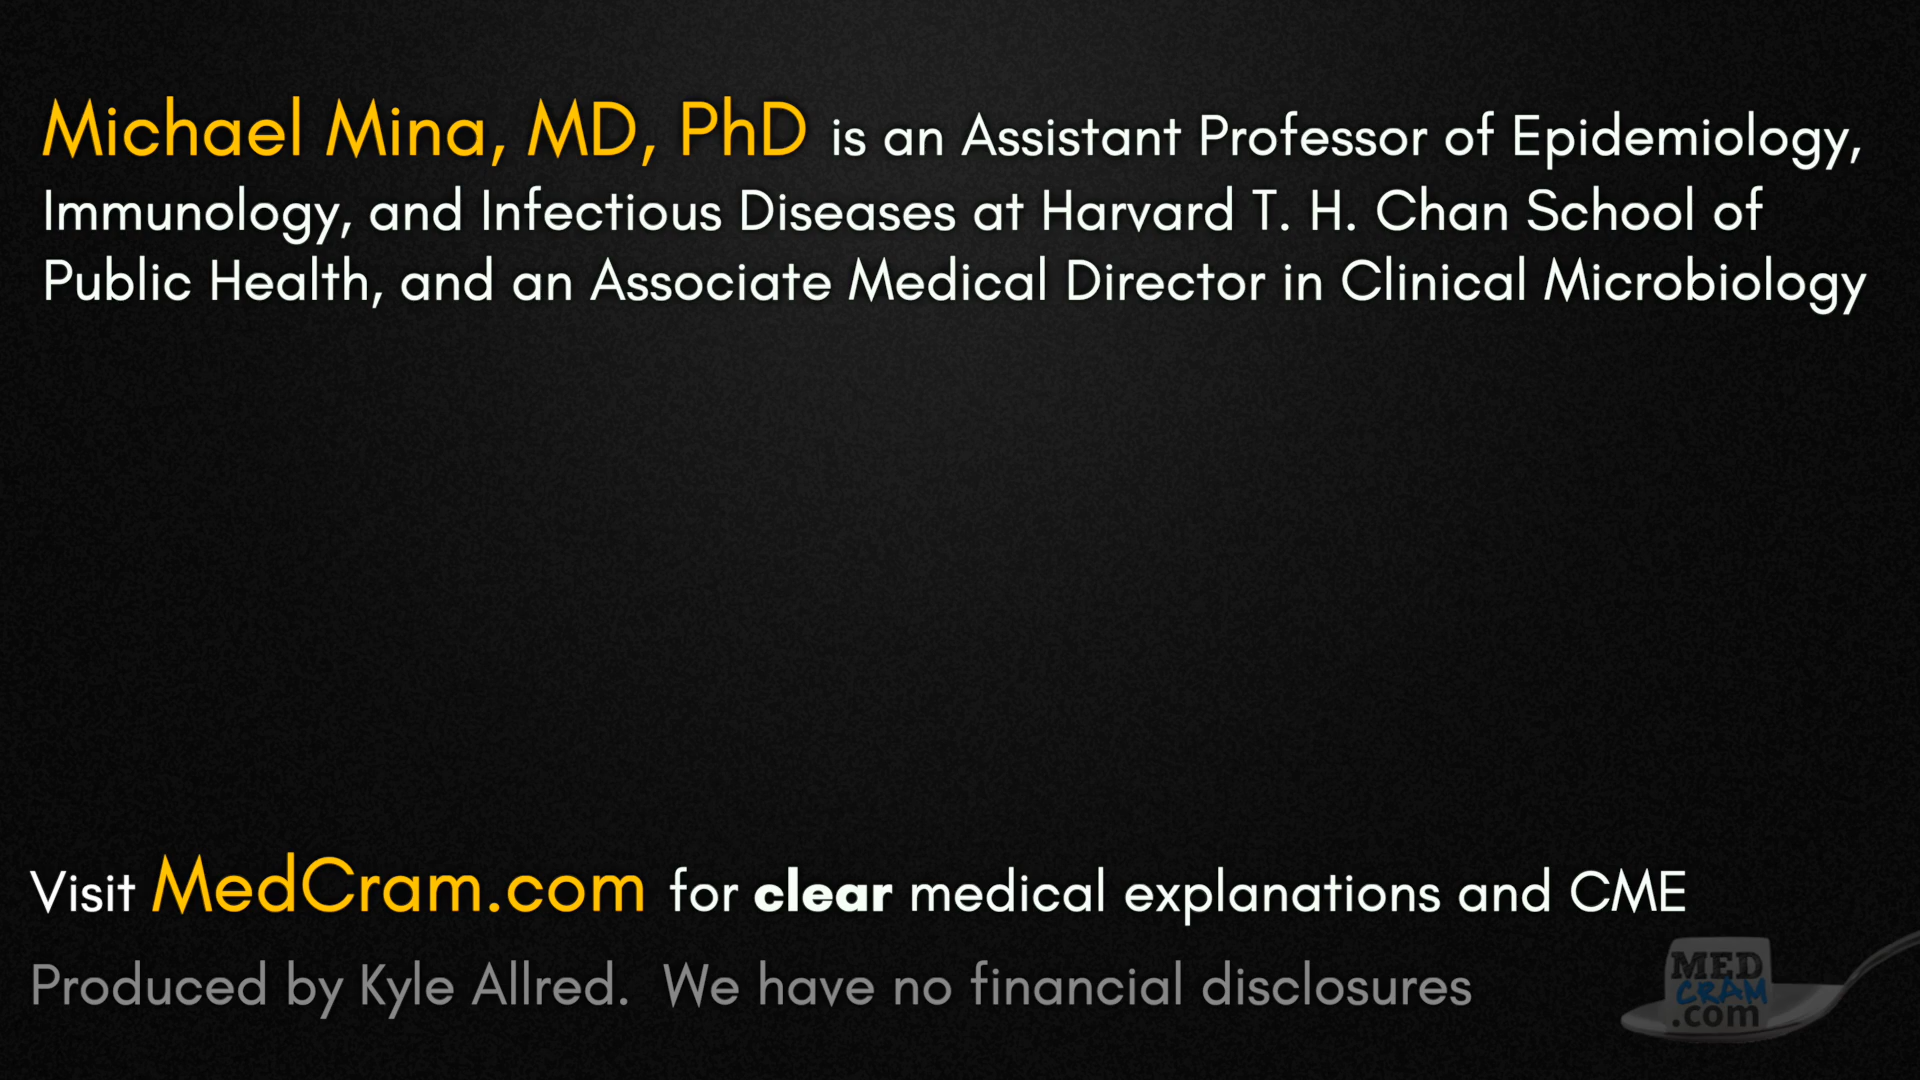 Michael Mina, MD, PhD is an Assistant Professor of Epidemiology,
Immunology, and Infectious Diseases at Harvard T. H. Chan School of
Public Health, and an Associate Medical Director in Clinical Microbiology
Visit MedCram.com for clear medical explanations and CME
Produced by Kyle Allred. We have no financial disclosures
MED
CRAM
.com